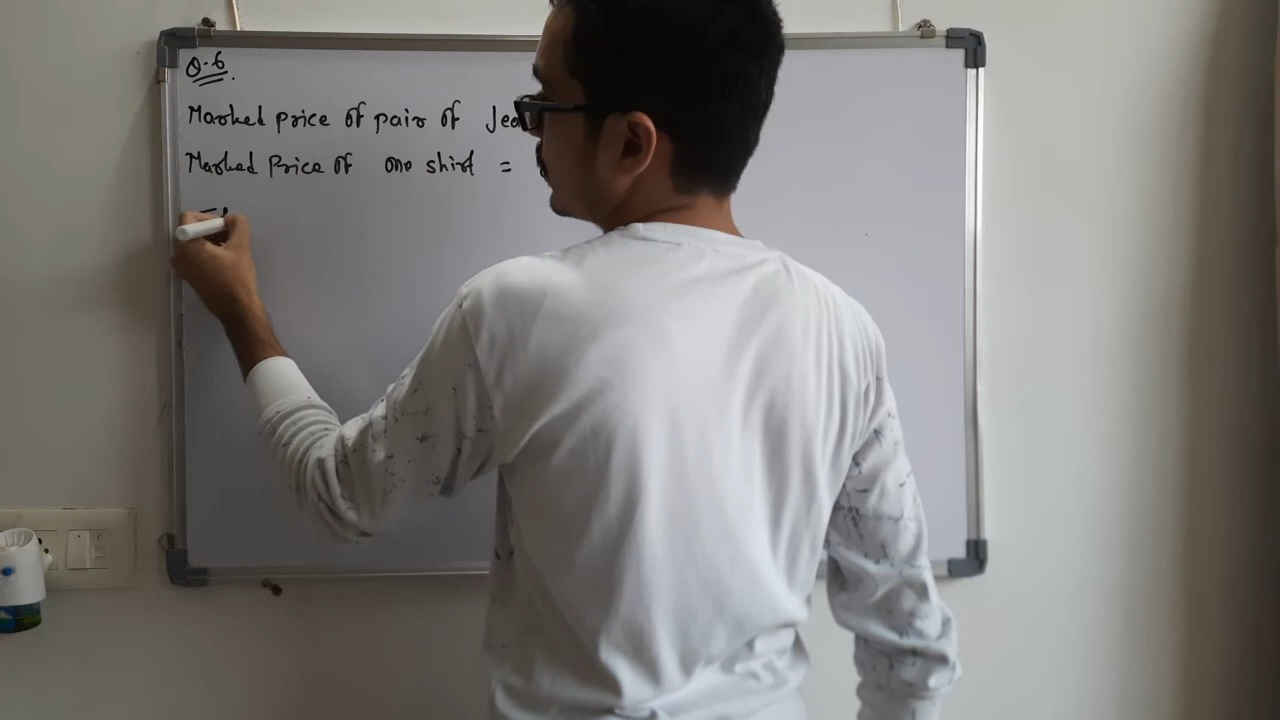 Q-6.
Marked price of pair of Jea
Marked Price of one shirt =